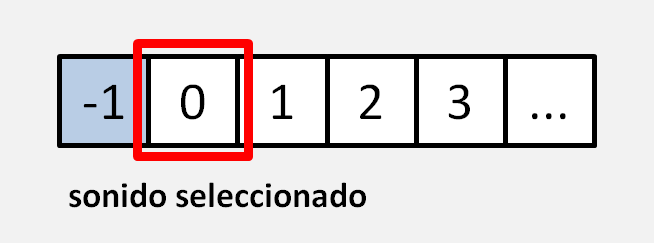 -1 0 1 2 3 ...
sonido seleccionado